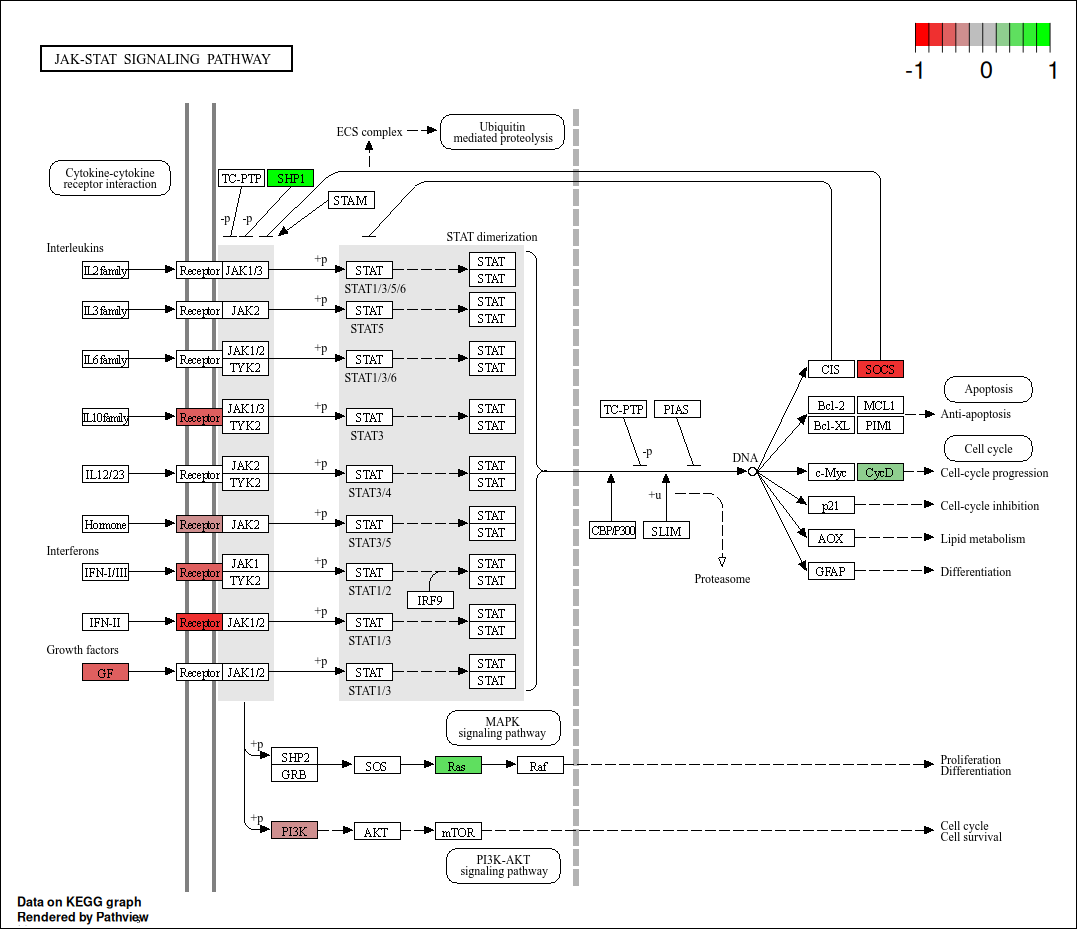 JAK-STAT SIGNALING PATHWAY
-1 0 1
ECS complex
Ubiquitin
mediated proteolysis
Cytokine-cytokine
receptor interaction
TC-PTP SHP1
STAM
-p -p
STAT dimerization
Interleukins
IL2 family Receptor JAK1/3 +p STAT STAT
STAT
STAT1/3/5/6
IL3 family Receptor JAK2 +p STAT STAT
STAT
STAT5
IL6 family Receptor JAK1/2 +p STAT STAT
TYK2 STAT
STAT1/3/6
CIS SOCS
Apoptosis
IL10 family Receptor JAK1/3 +p STAT STAT
TYK2 STAT
STAT3
TC-PTP PIAS
Bcl-2 MCL1
Bcl-XL PIM1
Anti-apoptosis
Cell cycle
-p
DNA
IL12/23 Receptor JAK2 +p STAT STAT
TYK2 STAT
STAT3/4
c-Myc CycD Cell-cycle progression
+u
p21 Cell-cycle inhibition
Hormone Receptor JAK2 +p STAT STAT
STAT
STAT3/5
CBP/P300 SLIM
AOX Lipid metabolism
Interferons
IFN-I/III Receptor JAK1 +p STAT STAT
TYK2 STAT
STAT1/2
IRF9
GFAP Differentiation
Proteasome
IFN-II Receptor JAK1/2 +p STAT STAT
STAT
STAT1/3
Growth factors
GF Receptor JAK1/2 +p STAT STAT
STAT
STAT1/3
MAPK
signaling pathway
+p
SHP2
GRB
SOS Ras Raf
Proliferation
Differentiation
+p
PI3K AKT mTOR
Cell cycle
Cell survival
PI3K-AKT
signaling pathway
Data on KEGG graph
Rendered by Pathview